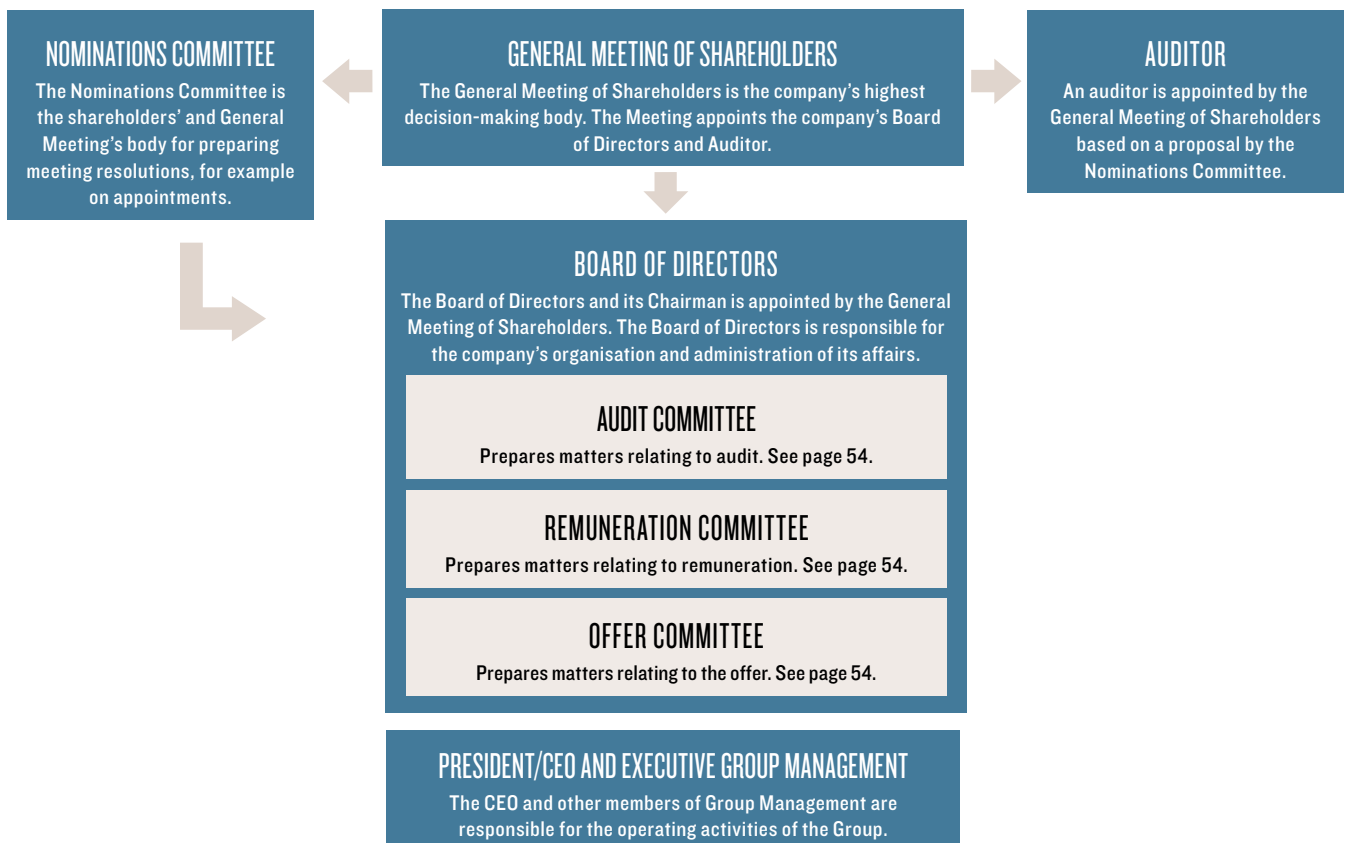 NOMINATIONS COMMITTEE
The Nominations Committee is
the shareholders' and General
Meeting's body for preparing
meeting resolutions, for example
on appointments.
GENERAL MEETING OF SHAREHOLDERS
The General Meeting of Shareholders is the company's highest
decision-making body. The Meeting appoints the company's Board
of Directors and Auditor.
AUDITOR
An auditor is appointed by the
General Meeting of Shareholders
based on a proposal by the
Nominations Committee.
BOARD OF DIRECTORS
The Board of Directors and its Chairman is appointed by the General
Meeting of Shareholders. The Board of Directors is responsible for
the company's organisation and administration of its affairs.
AUDIT COMMITTEE
Prepares matters relating to audit. See page 54.
REMUNERATION COMMITTEE
Prepares matters relating to remuneration. See page 54.
OFFER COMMITTEE
Prepares matters relating to the offer. See page 54.
PRESIDENT/CEO AND EXECUTIVE GROUP MANAGEMENT
The CEO and other members of Group Management are
responsible for the operating activities of the Group.